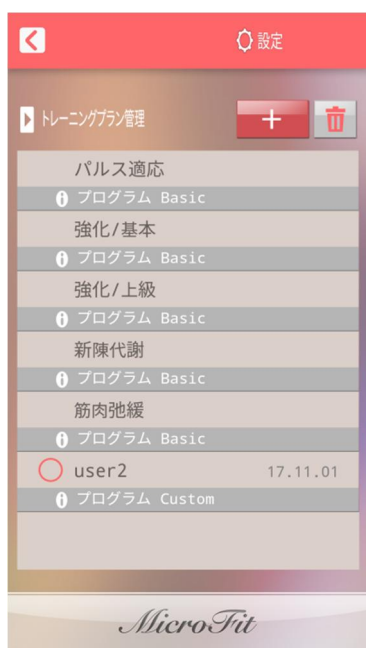 設定
トレーニングプラン管理
パルス適応
プログラム Basic
強化/基本
プログラム Basic
強化/上級
プログラム Basic
新陳代謝
プログラム Basic
筋肉弛緩
プログラム Basic
user2 17.11.01
プログラム Custom
MicroFit